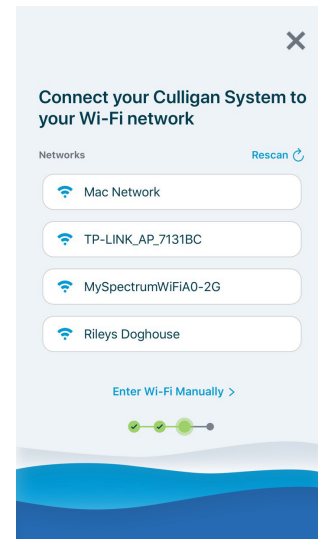 Connect your Culligan System to
your Wi-Fi network
Networks
Rescan
Mac Network
TP-LINK_AP_7131BC
MySpectrumWiFiA0-2G
Rileys Doghouse
Enter Wi-Fi Manually >